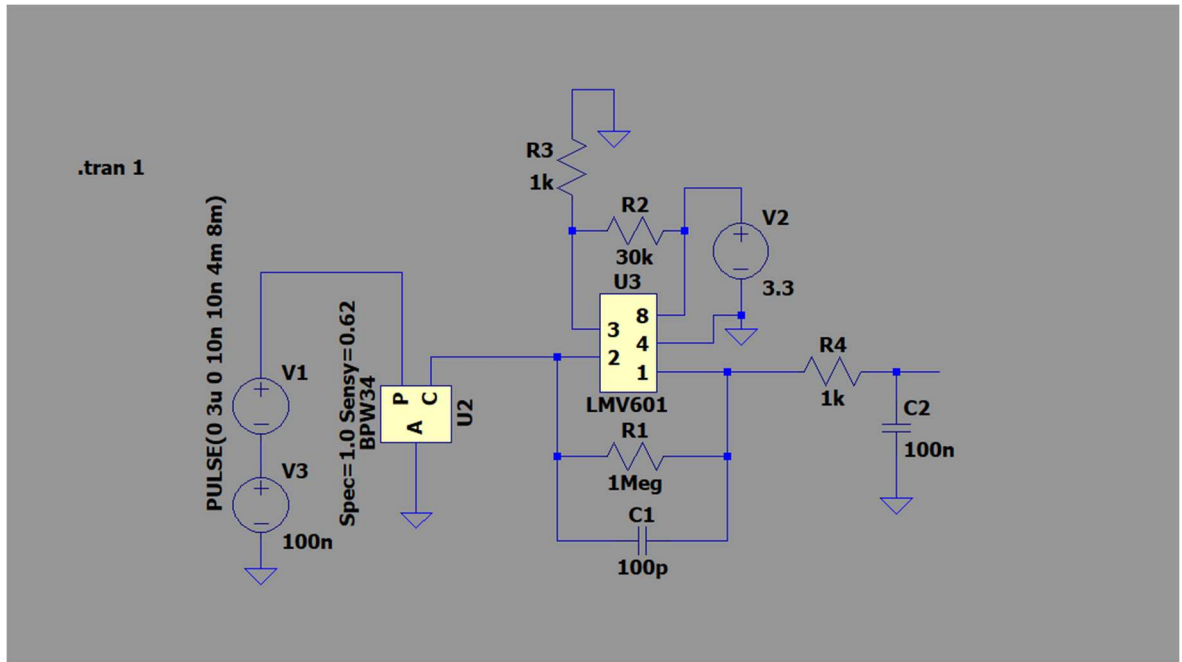 .tran 1
PULSE(0 3u 0 10n 10n 4m 8m)
V1
V3
100n
Spec=1.0 Sensy=0.62
BPW34
P
C
A
U2
R3
1k
R2
30k
V2
3.3
U3
3
2
8
4
1
LMV601
R1
1Meg
C1
100p
R4
1k
C2
100n